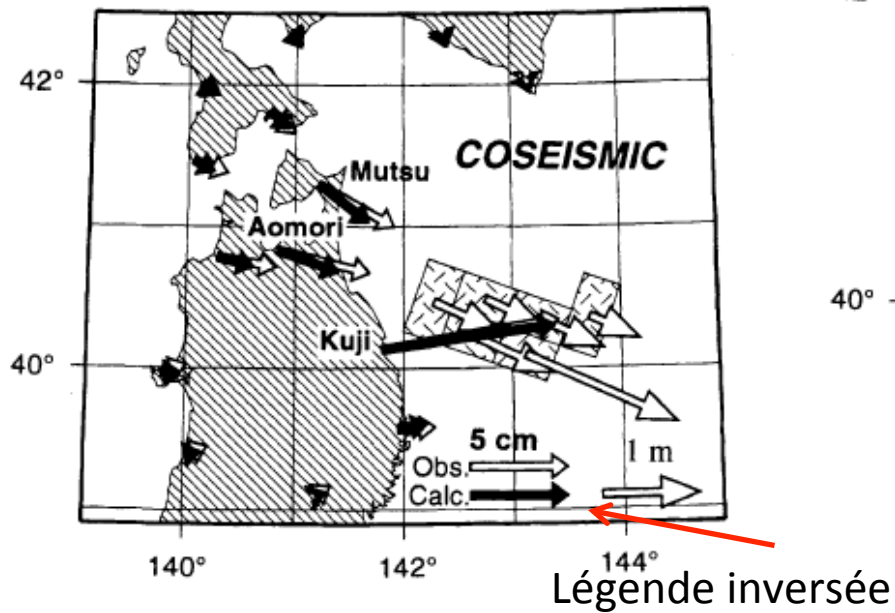 42°
COSEISMIC
Mutsu
Aomori
40°
Kuji
40°
5 cm
1 m
Obs.
Calc.
140°
142°
144°
Légende inversée